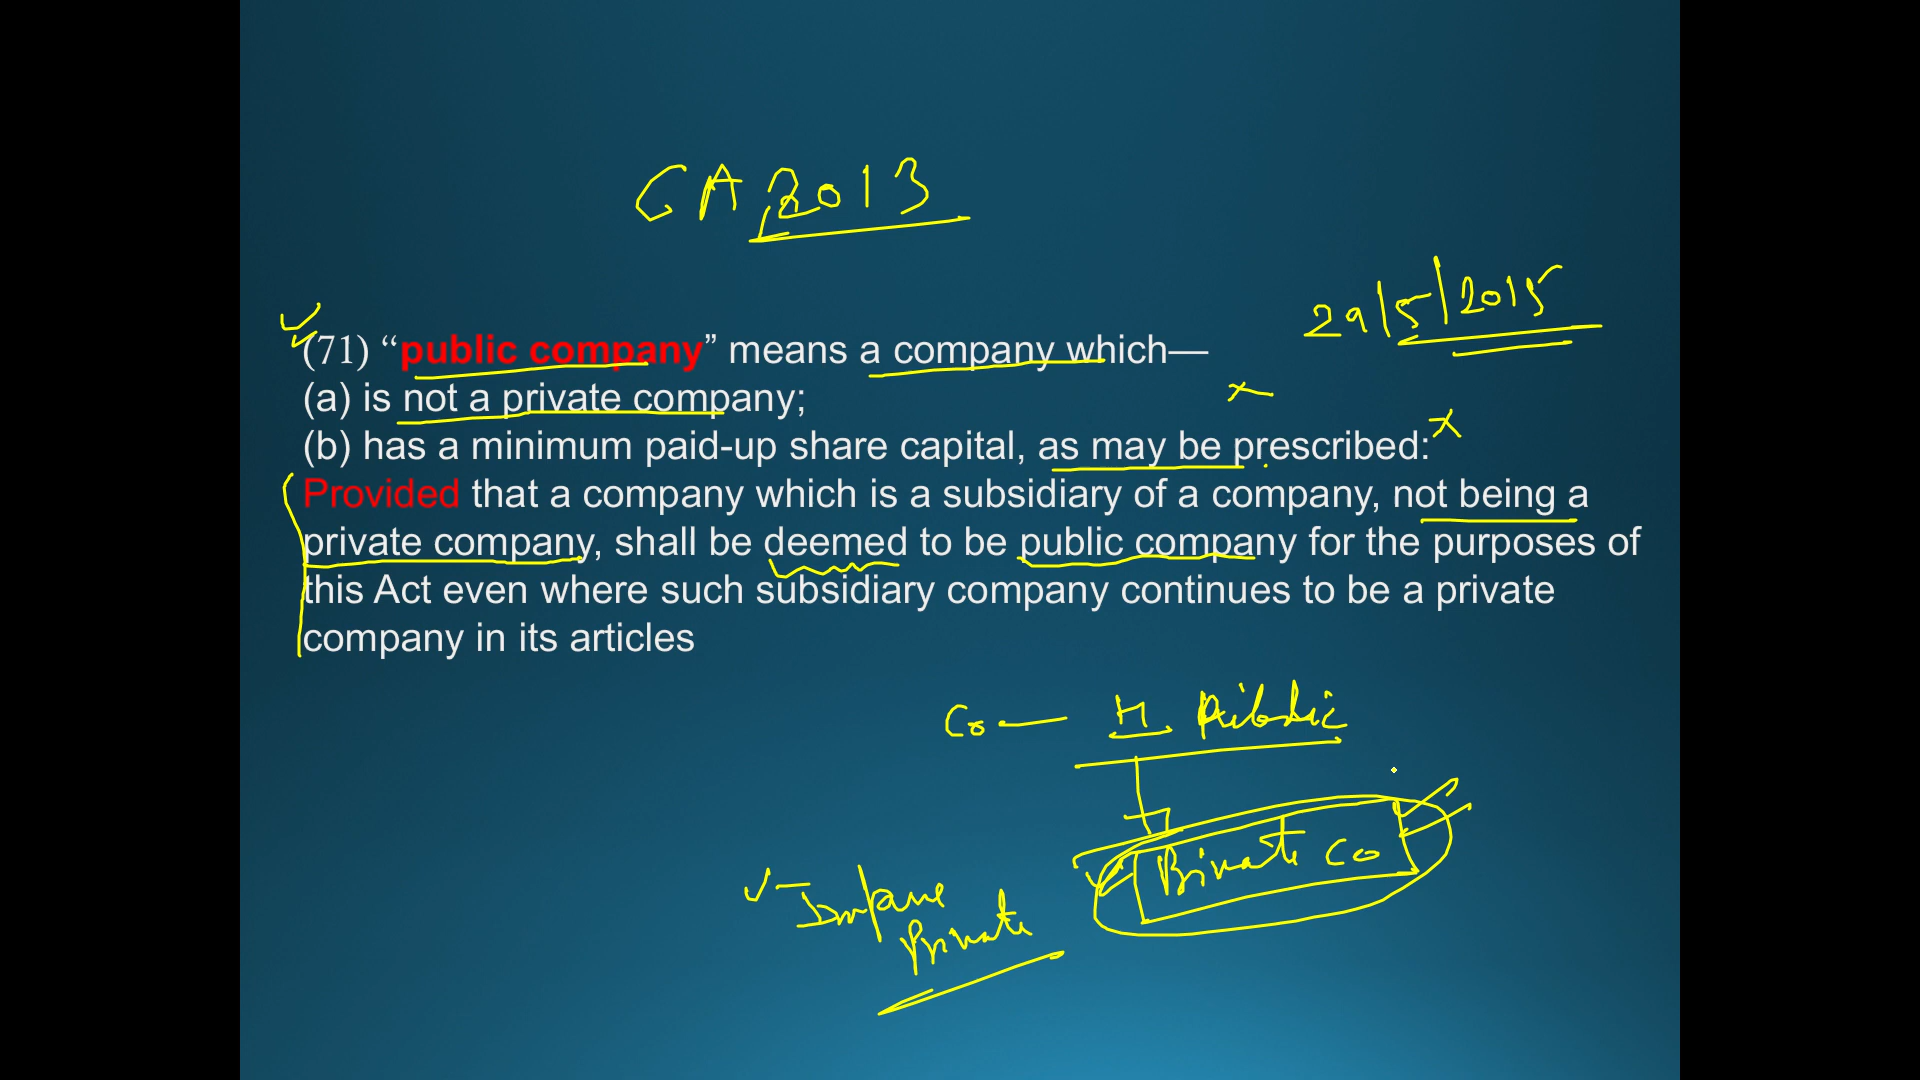 CA 2013
29/5/2015
(71) “public company” means a company which—
(a) is not a private company;
(b) has a minimum paid-up share capital, as may be prescribed:
Provided that a company which is a subsidiary of a company, not being a
private company, shall be deemed to be public company for the purposes of
this Act even where such subsidiary company continues to be a private
company in its articles
Co — H. Public
Private Co
Private